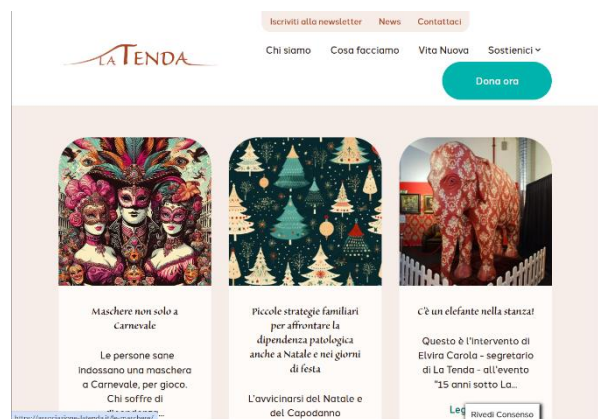 Iscriviti alla newsletter News Contattaci
LA TENDA
Chi siamo Cosa facciamo Vita Nuova Sostienici
Dona ora
Maschere non solo a
Carnevale
Le persone sane
indossano una maschera
a Carnevale, per gioco.
Chi soffre di
Piccole strategie familiari
per affrontare la
dipendenza patologica
anche a Natale e nei giorni
di festa
L'avvicinarsi del Natale e
del Capodanno
C'è un elefante nella stanza!
Questo è l'intervento di
Elvira Carola - segretario
di La Tenda - all'evento
"15 anni sotto La...
Leg
Rivedi Consenso